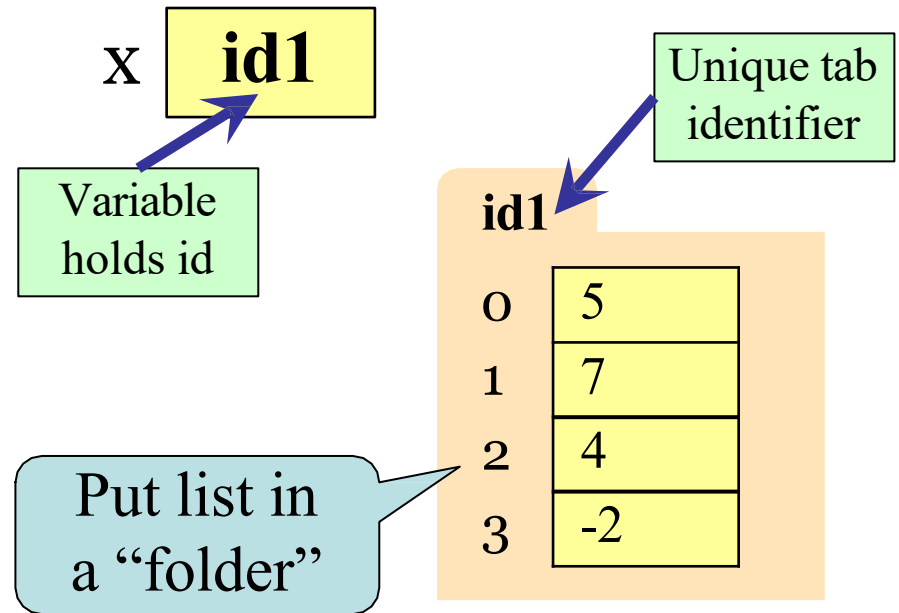 x
id1
Unique tab
identifier
Variable
holds id
id1
0 5
1 7
2 4
3 -2
Put list in
a “folder”